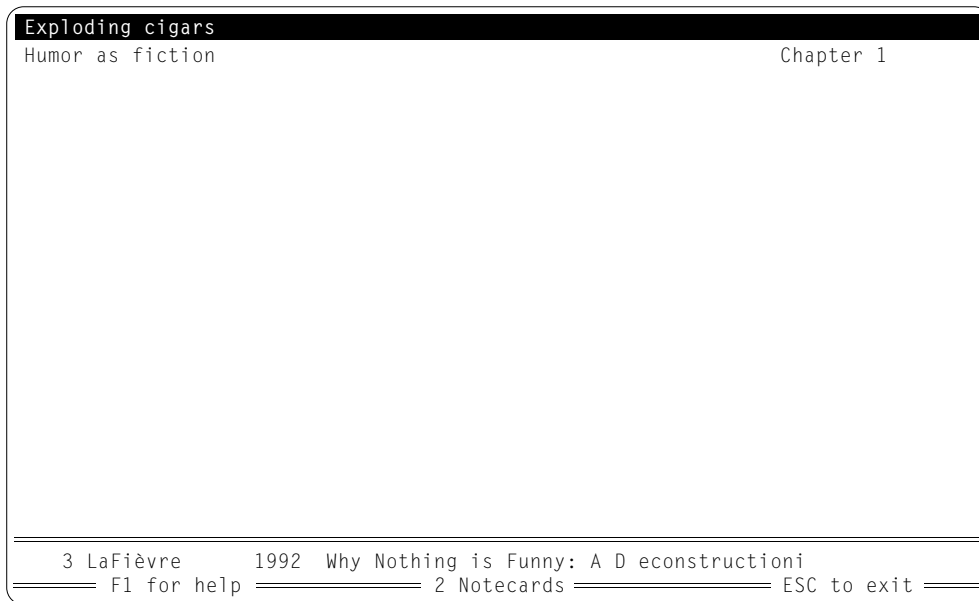 Exploding cigars
Humor as fiction Chapter 1
3 LaFièvre 1992 Why Nothing is Funny: A D econstructioni
F1 for help 2 Notecards ESC to exit